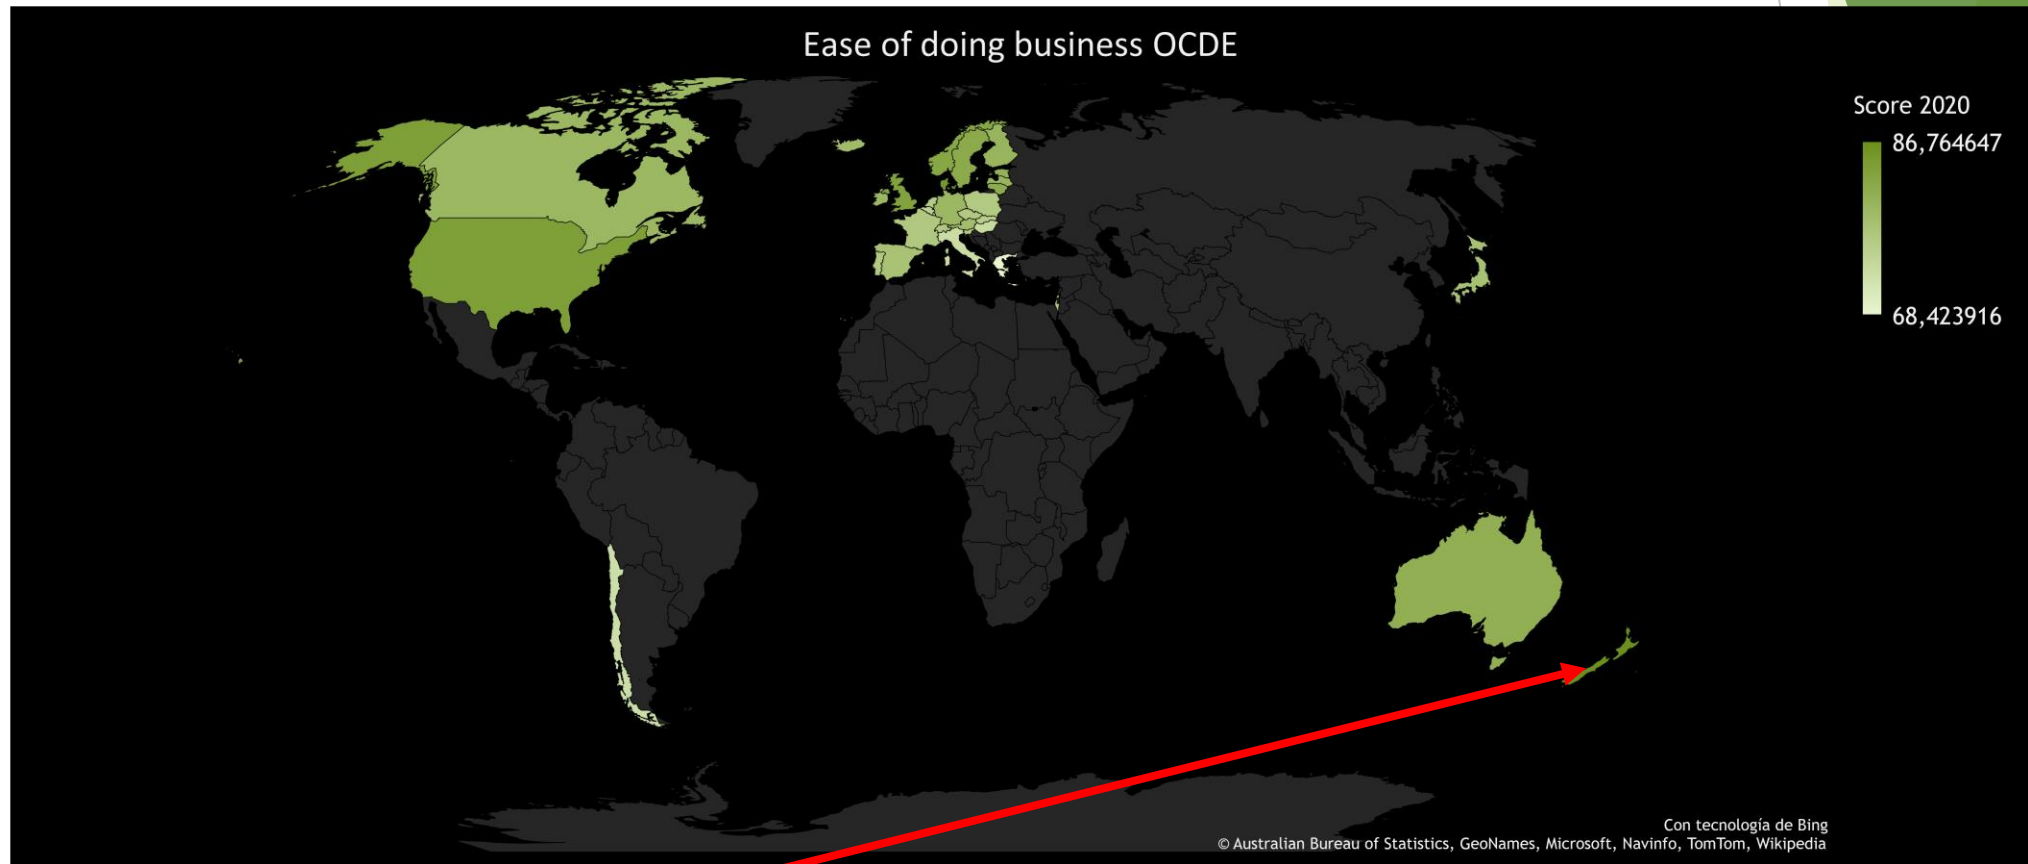 Ease of doing business OCDE
Score 2020
86,764647
68,423916
Con tecnología de Bing
© Australian Bureau of Statistics, GeoNames, Microsoft, Navinfo, TomTom, Wikipedia